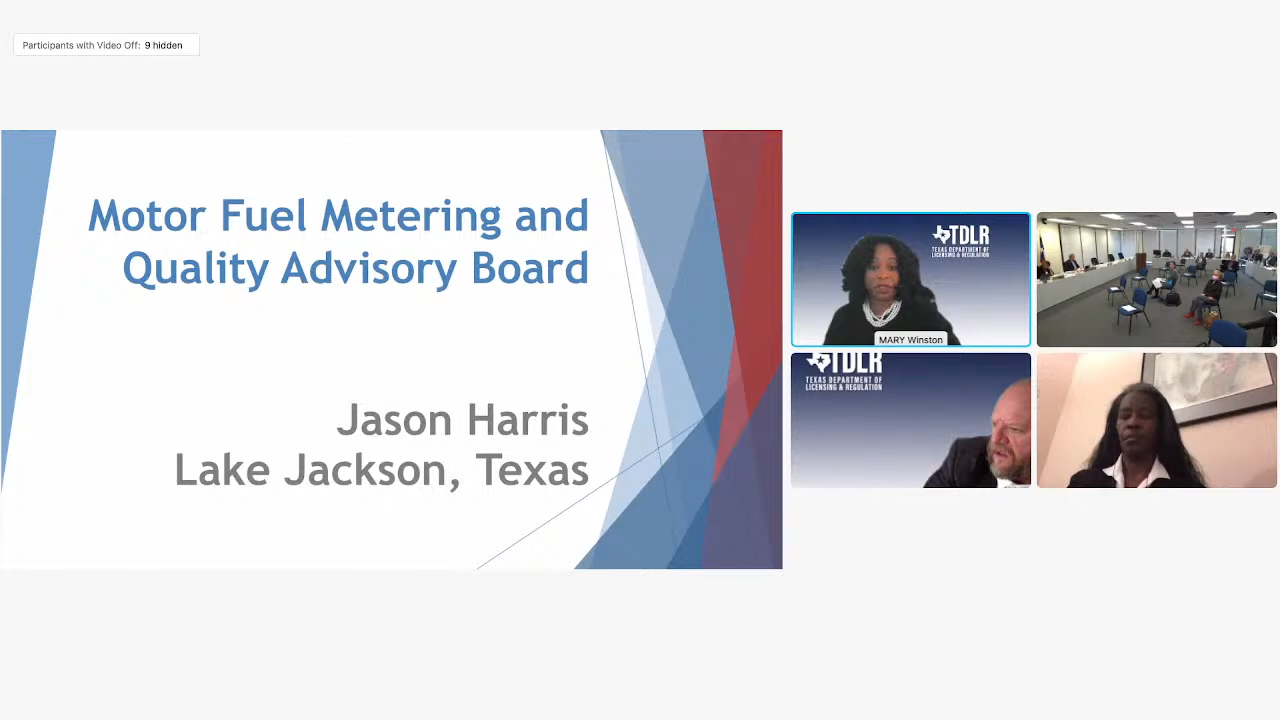 Participants with Video Off: 9 hidden
Motor Fuel Metering and
Quality Advisory Board
Jason Harris
Lake Jackson, Texas
TDLR
TEXAS DEPARTMENT OF
LICENSING & REGULATION
MARY Winston
TDLR
TEXAS DEPARTMENT OF
LICENSING & REGULATION